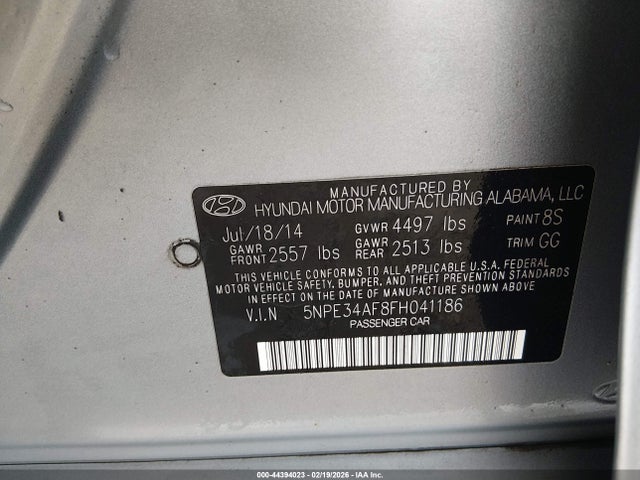 MANUFACTURED BY
HYUNDAI MOTOR MANUFACTURING ALABAMA, LLC
Jul/18/14 GVWR 4497 lbs PAINT 8S
GAWR FRONT 2557 lbs GAWR REAR 2513 lbs TRIM GG
THIS VEHICLE CONFORMS TO ALL APPLICABLE U.S.A. FEDERAL
MOTOR VEHICLE SAFETY, BUMPER, AND THEFT PREVENTION STANDARDS
IN EFFECT ON THE DATE OF MANUFACTURE SHOWN ABOVE.
V.I.N 5NPE34AF8FH041186
PASSENGER CAR
000-44394023 - 02/19/2026 - IAA Inc.